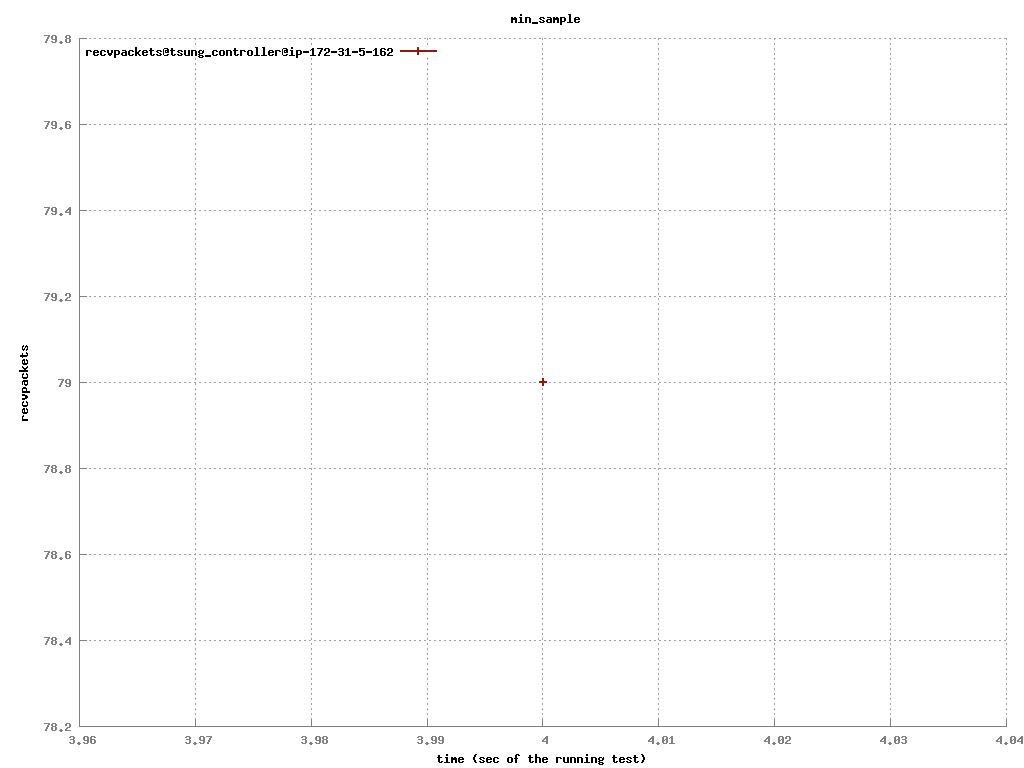 min_sample
recvpackets@tsung_controller@ip-172-31-5-162
79.8
79.6
79.4
79.2
79
78.8
78.6
78.4
78.2
recvpackets
3.96 3.97 3.98 3.99 4 4.01 4.02 4.03 4.04
time (sec of the running test)